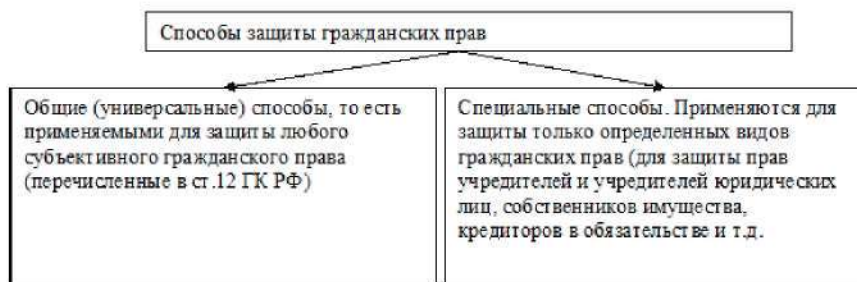 Способы защиты гражданских прав
Общие (универсальные) способы, то есть
применяемыми для защиты любого
субъективного гражданского права
(перечисленные в ст.12 ГК РФ)
Специальные способы. Применяются для
защиты только определенных видов
гражданских прав (для защиты прав
учредителей и учредителей юридических
лиц, собственников имущества,
кредиторов в обязательстве и т.д.